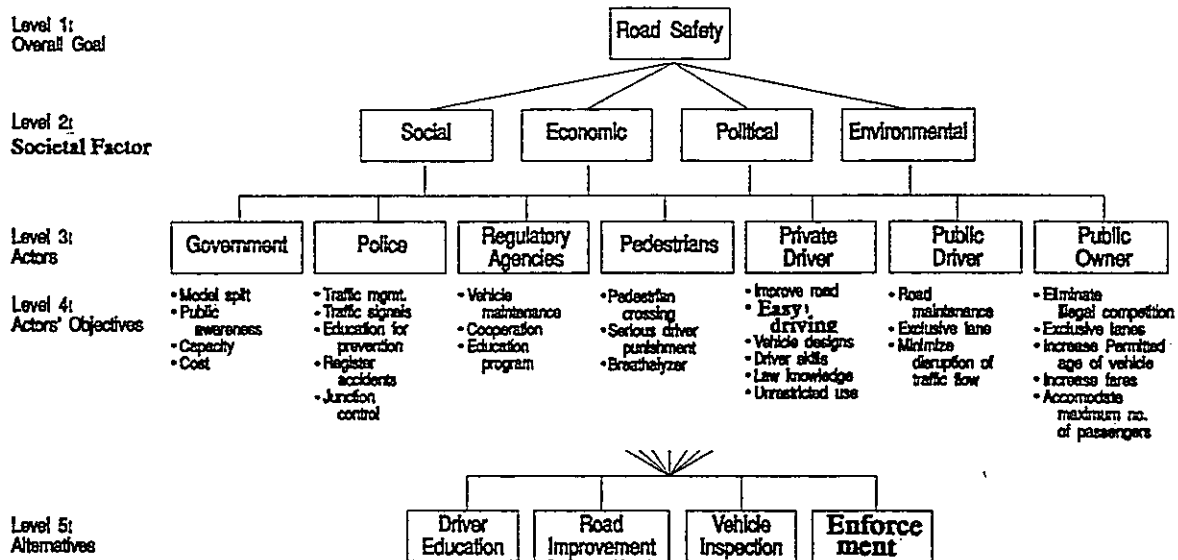 Level 1:
Overall Goal
Road Safety
Level 2:
Societal Factor
Social
Economic
Political
Environmental
Level 3:
Actors
Government
Police
Regulatory
Agencies
Pedestrians
Private
Driver
Public
Driver
Public
Owner
Level 4:
Actors' Objectives
• Model split
• Public
awareness
• Capacity
• Cost
• Traffic mgmt.
• Traffic signals
• Education for
prevention
• Register
accidents
• Junction
control
• Vehicle
maintenance
• Cooperation
• Education
program
• Pedestrian
crossing
• Serious driver
punishment
• Breathalyzer
• Improve road
• Easy
driving
• Vehicle designs
• Driver skills
• Law knowledge
• Unrestricted use
• Road
maintenance
• Exclusive lane
• Minimize
disruption of
traffic flow
• Eliminate
illegal competition
• Exclusive lanes
• Increase Permitted
age of vehicle
• Increase fares
• Accomodate
maximum no.
of passengers
Level 5:
Alternatives
Driver
Education
Road
Improvement
Vehicle
Inspection
Enforce
ment